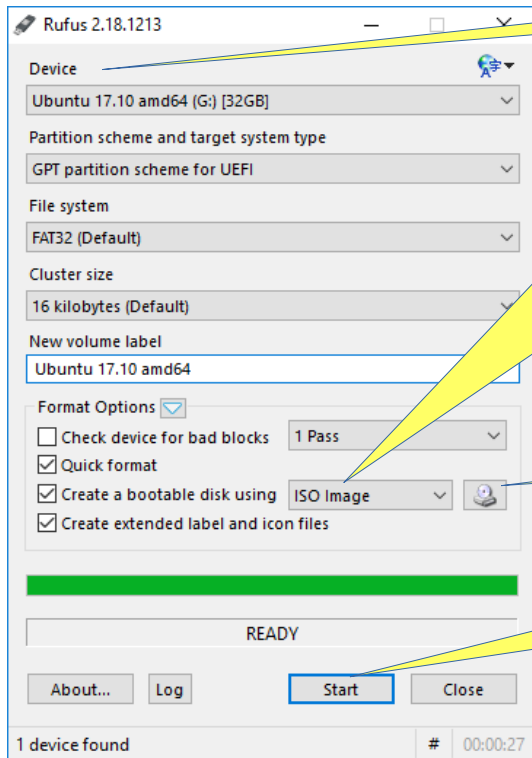 Rufus 2.18.1213
Device
Ubuntu 17.10 amd64 (G:) [32GB]
Partition scheme and target system type
GPT partition scheme for UEFI
File system
FAT32 (Default)
Cluster size
16 kilobytes (Default)
New volume label
Ubuntu 17.10 amd64
Format Options
Check device for bad blocks 1 Pass
Quick format
Create a bootable disk using ISO Image
Create extended label and icon files
READY
About... Log Start Close
1 device found # 00:00:27